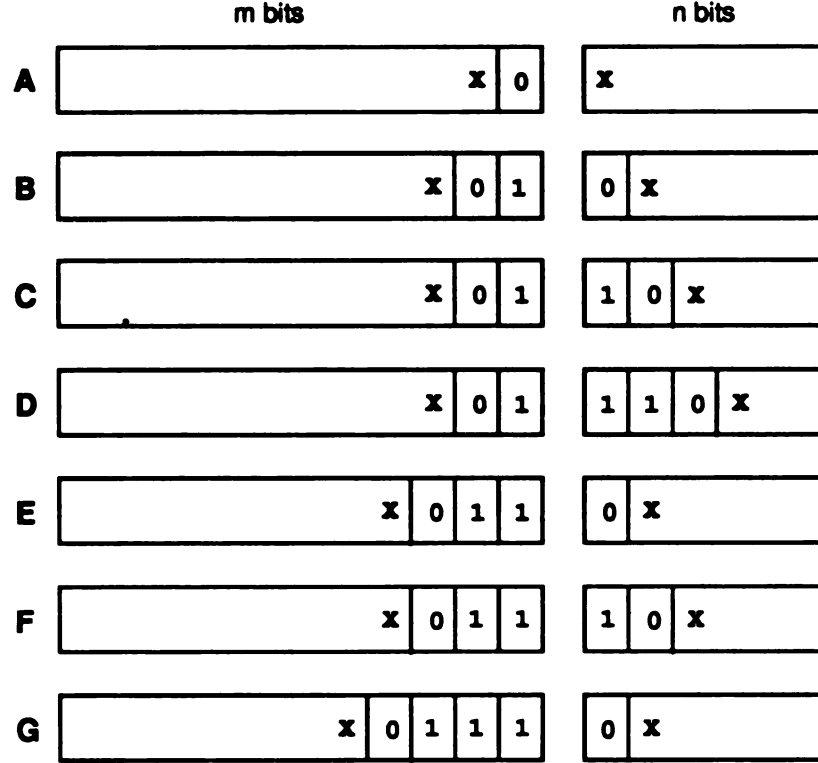 m bits n bits
A x 0 x
B x 0 1 0 x
C x 0 1 1 0 x
D x 0 1 1 1 0 x
E x 0 1 1 0 x
F x 0 1 1 1 0 x
G x 0 1 1 1 0 x